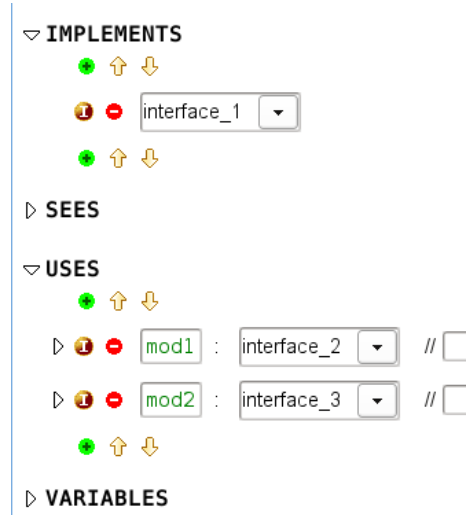 IMPLEMENTS
interface_1
SEES
USES
mod1 : interface_2 //
mod2 : interface_3 //
VARIABLES